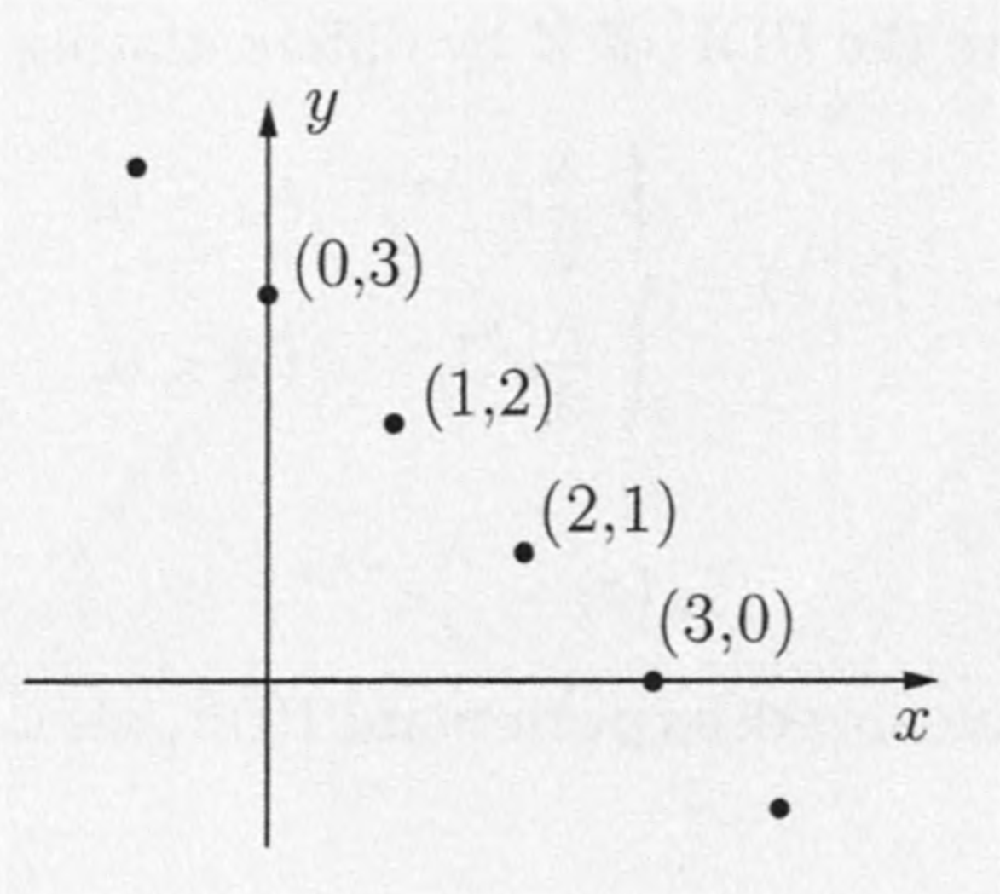 y
(0,3)
(1,2)
(2,1)
(3,0)
x